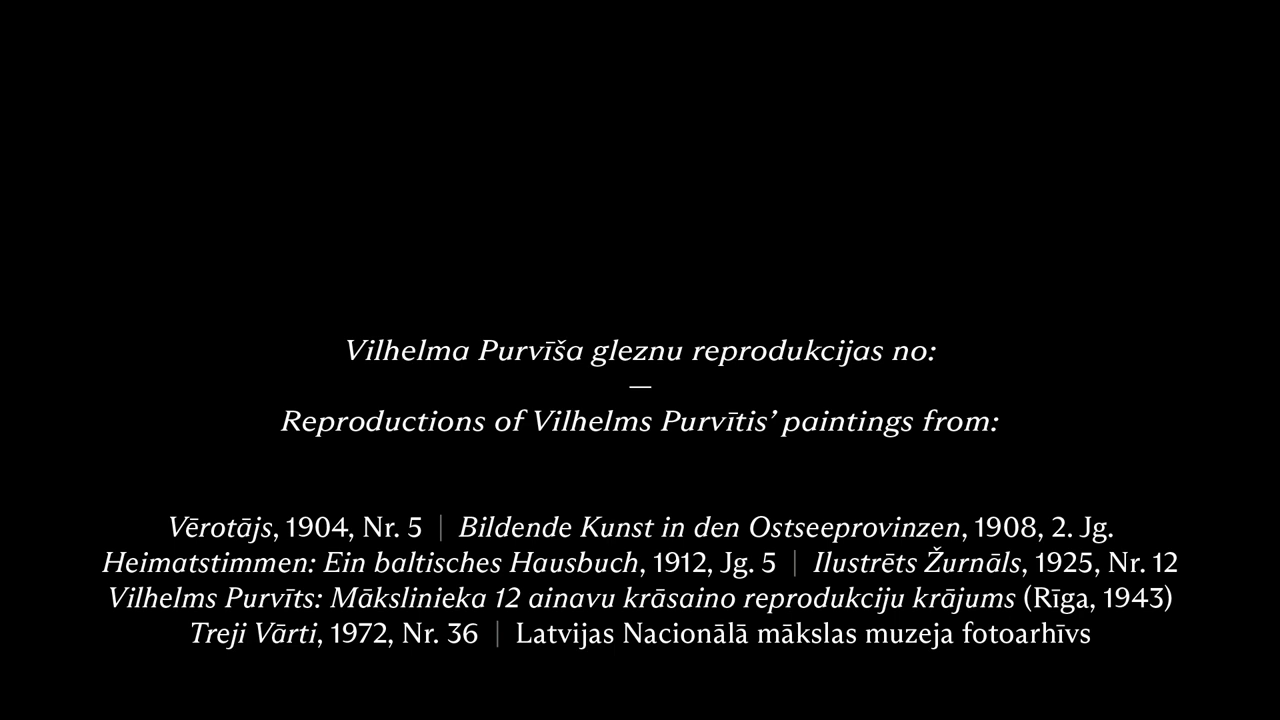 Vilhelma Purvīša gleznu reprodukcijas no:
—
Reproductions of Vilhelms Purvītis’ paintings from:
Vērotājs, 1904, Nr. 5 | Bildende Kunst in den Ostseeprovinzen, 1908, 2. Jg.
Heimatstimmen: Ein baltisches Hausbuch, 1912, Jg. 5 | Ilustrēts Žurnāls, 1925, Nr. 12
Vilhelms Purvīts: Mākslinieka 12 ainavu krāsaino reprodukciju krājums (Rīga, 1943)
Treji Vārti, 1972, Nr. 36 | Latvijas Nacionālā mākslas muzeja fotoarhīvs